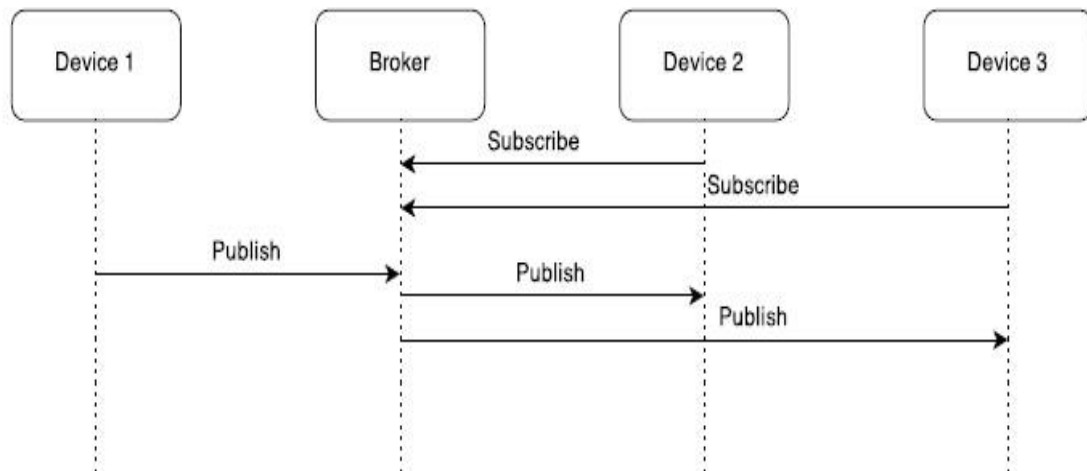 Device 1
Broker
Device 2
Device 3
Subscribe
Subscribe
Publish
Publish
Publish